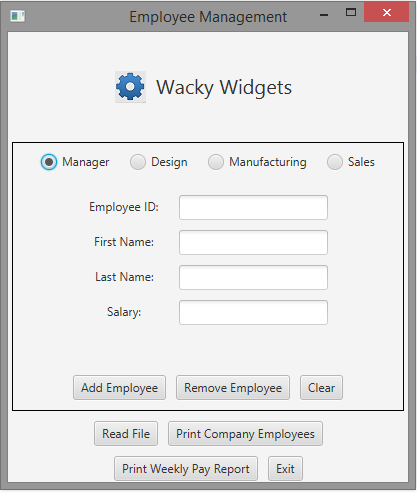 Employee Management
Wacky Widgets
Manager Design Manufacturing Sales
Employee ID:
First Name:
Last Name:
Salary:
Add Employee Remove Employee Clear
Read File Print Company Employees
Print Weekly Pay Report Exit